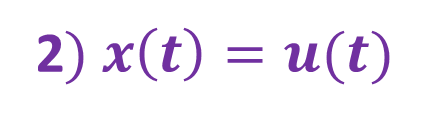 2) x(t) = u(t)